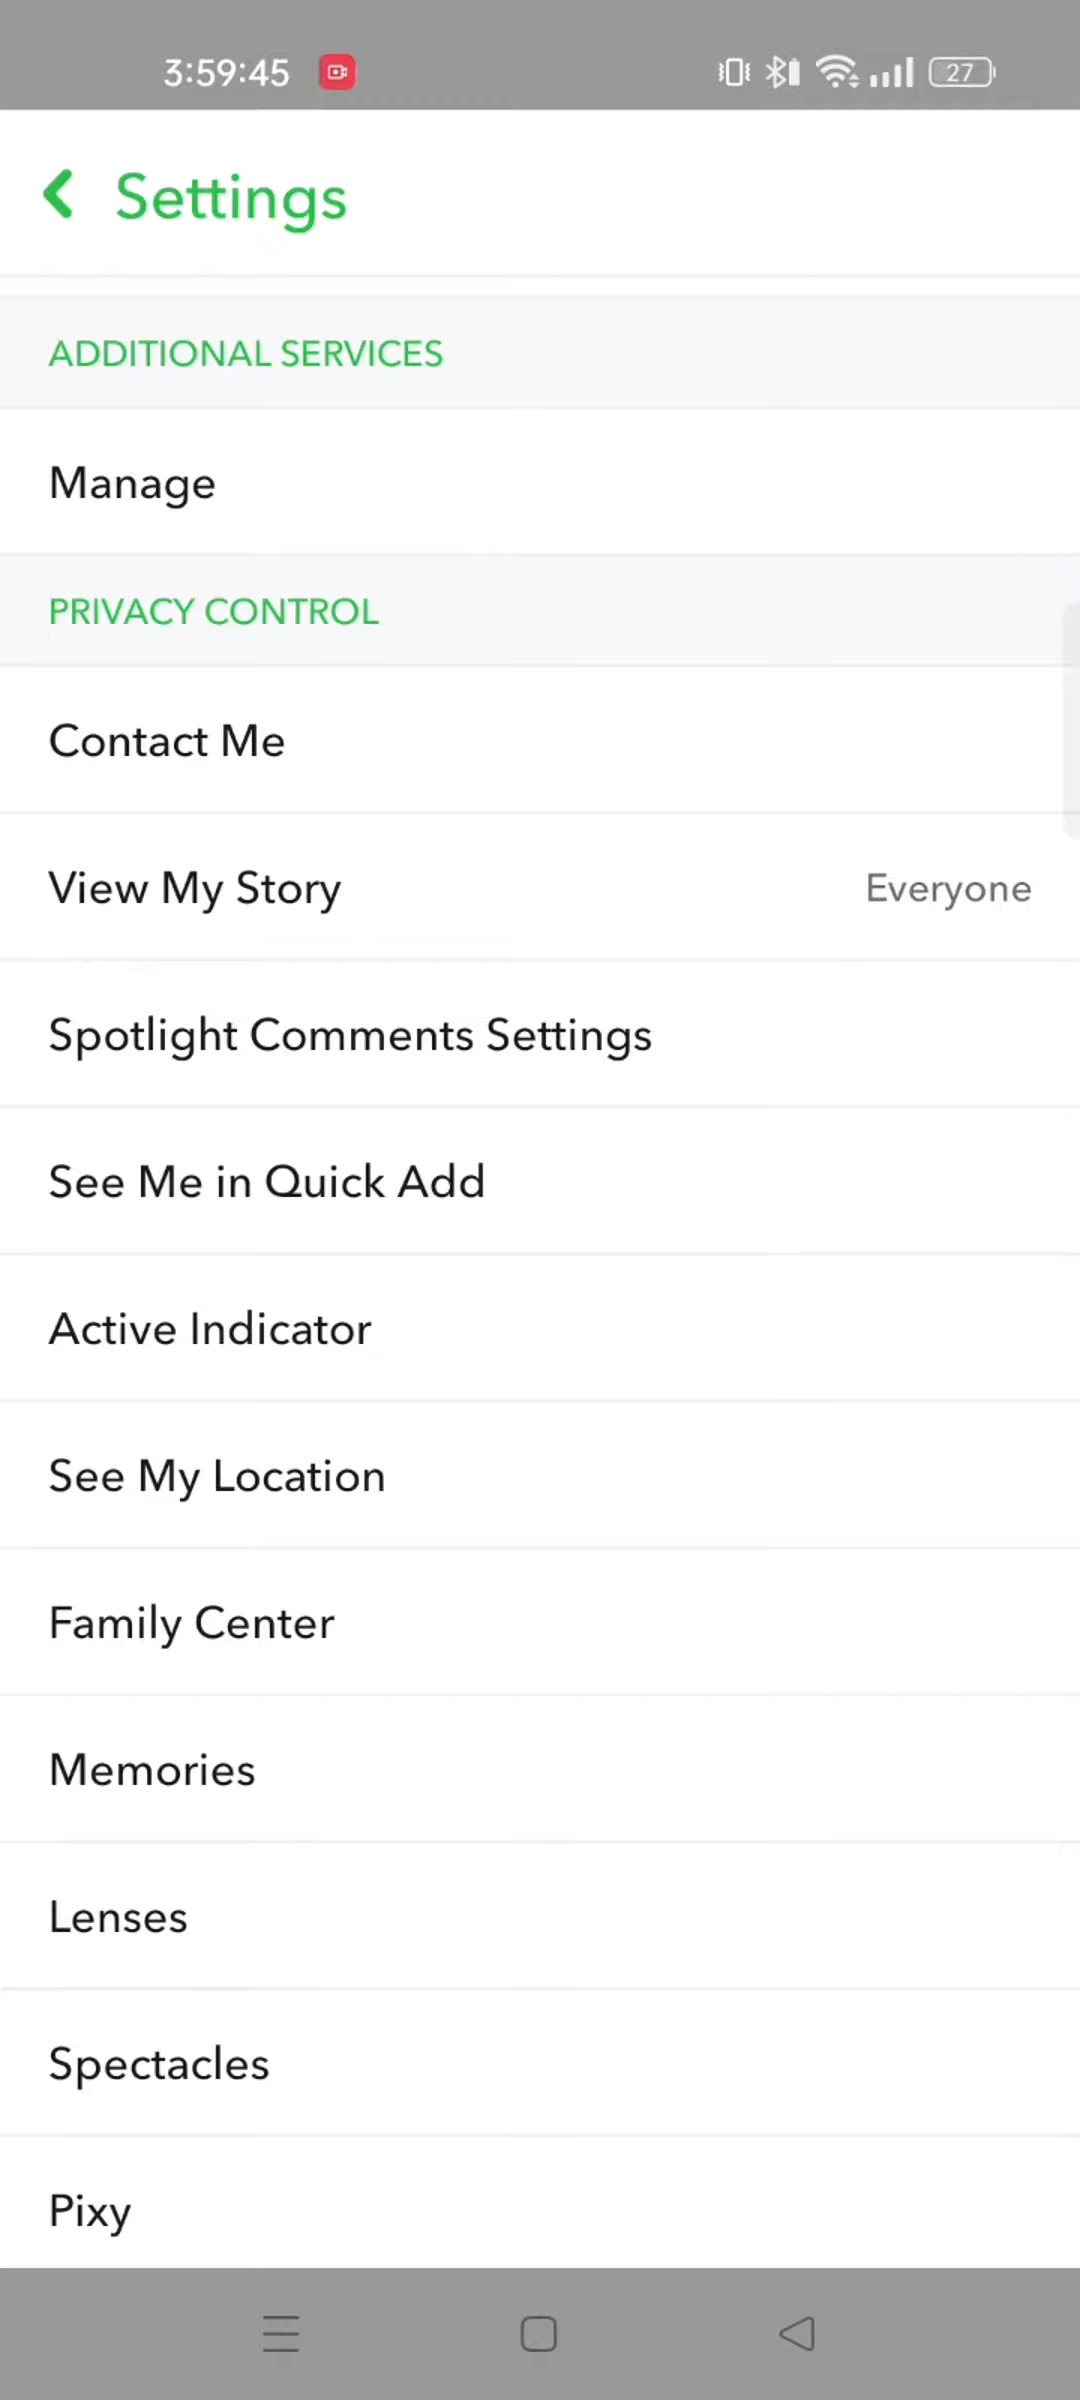 3:59:45
27
Settings
ADDITIONAL SERVICES
Manage
PRIVACY CONTROL
Contact Me
View My Story Everyone
Spotlight Comments Settings
See Me in Quick Add
Active Indicator
See My Location
Family Center
Memories
Lenses
Spectacles
Pixy